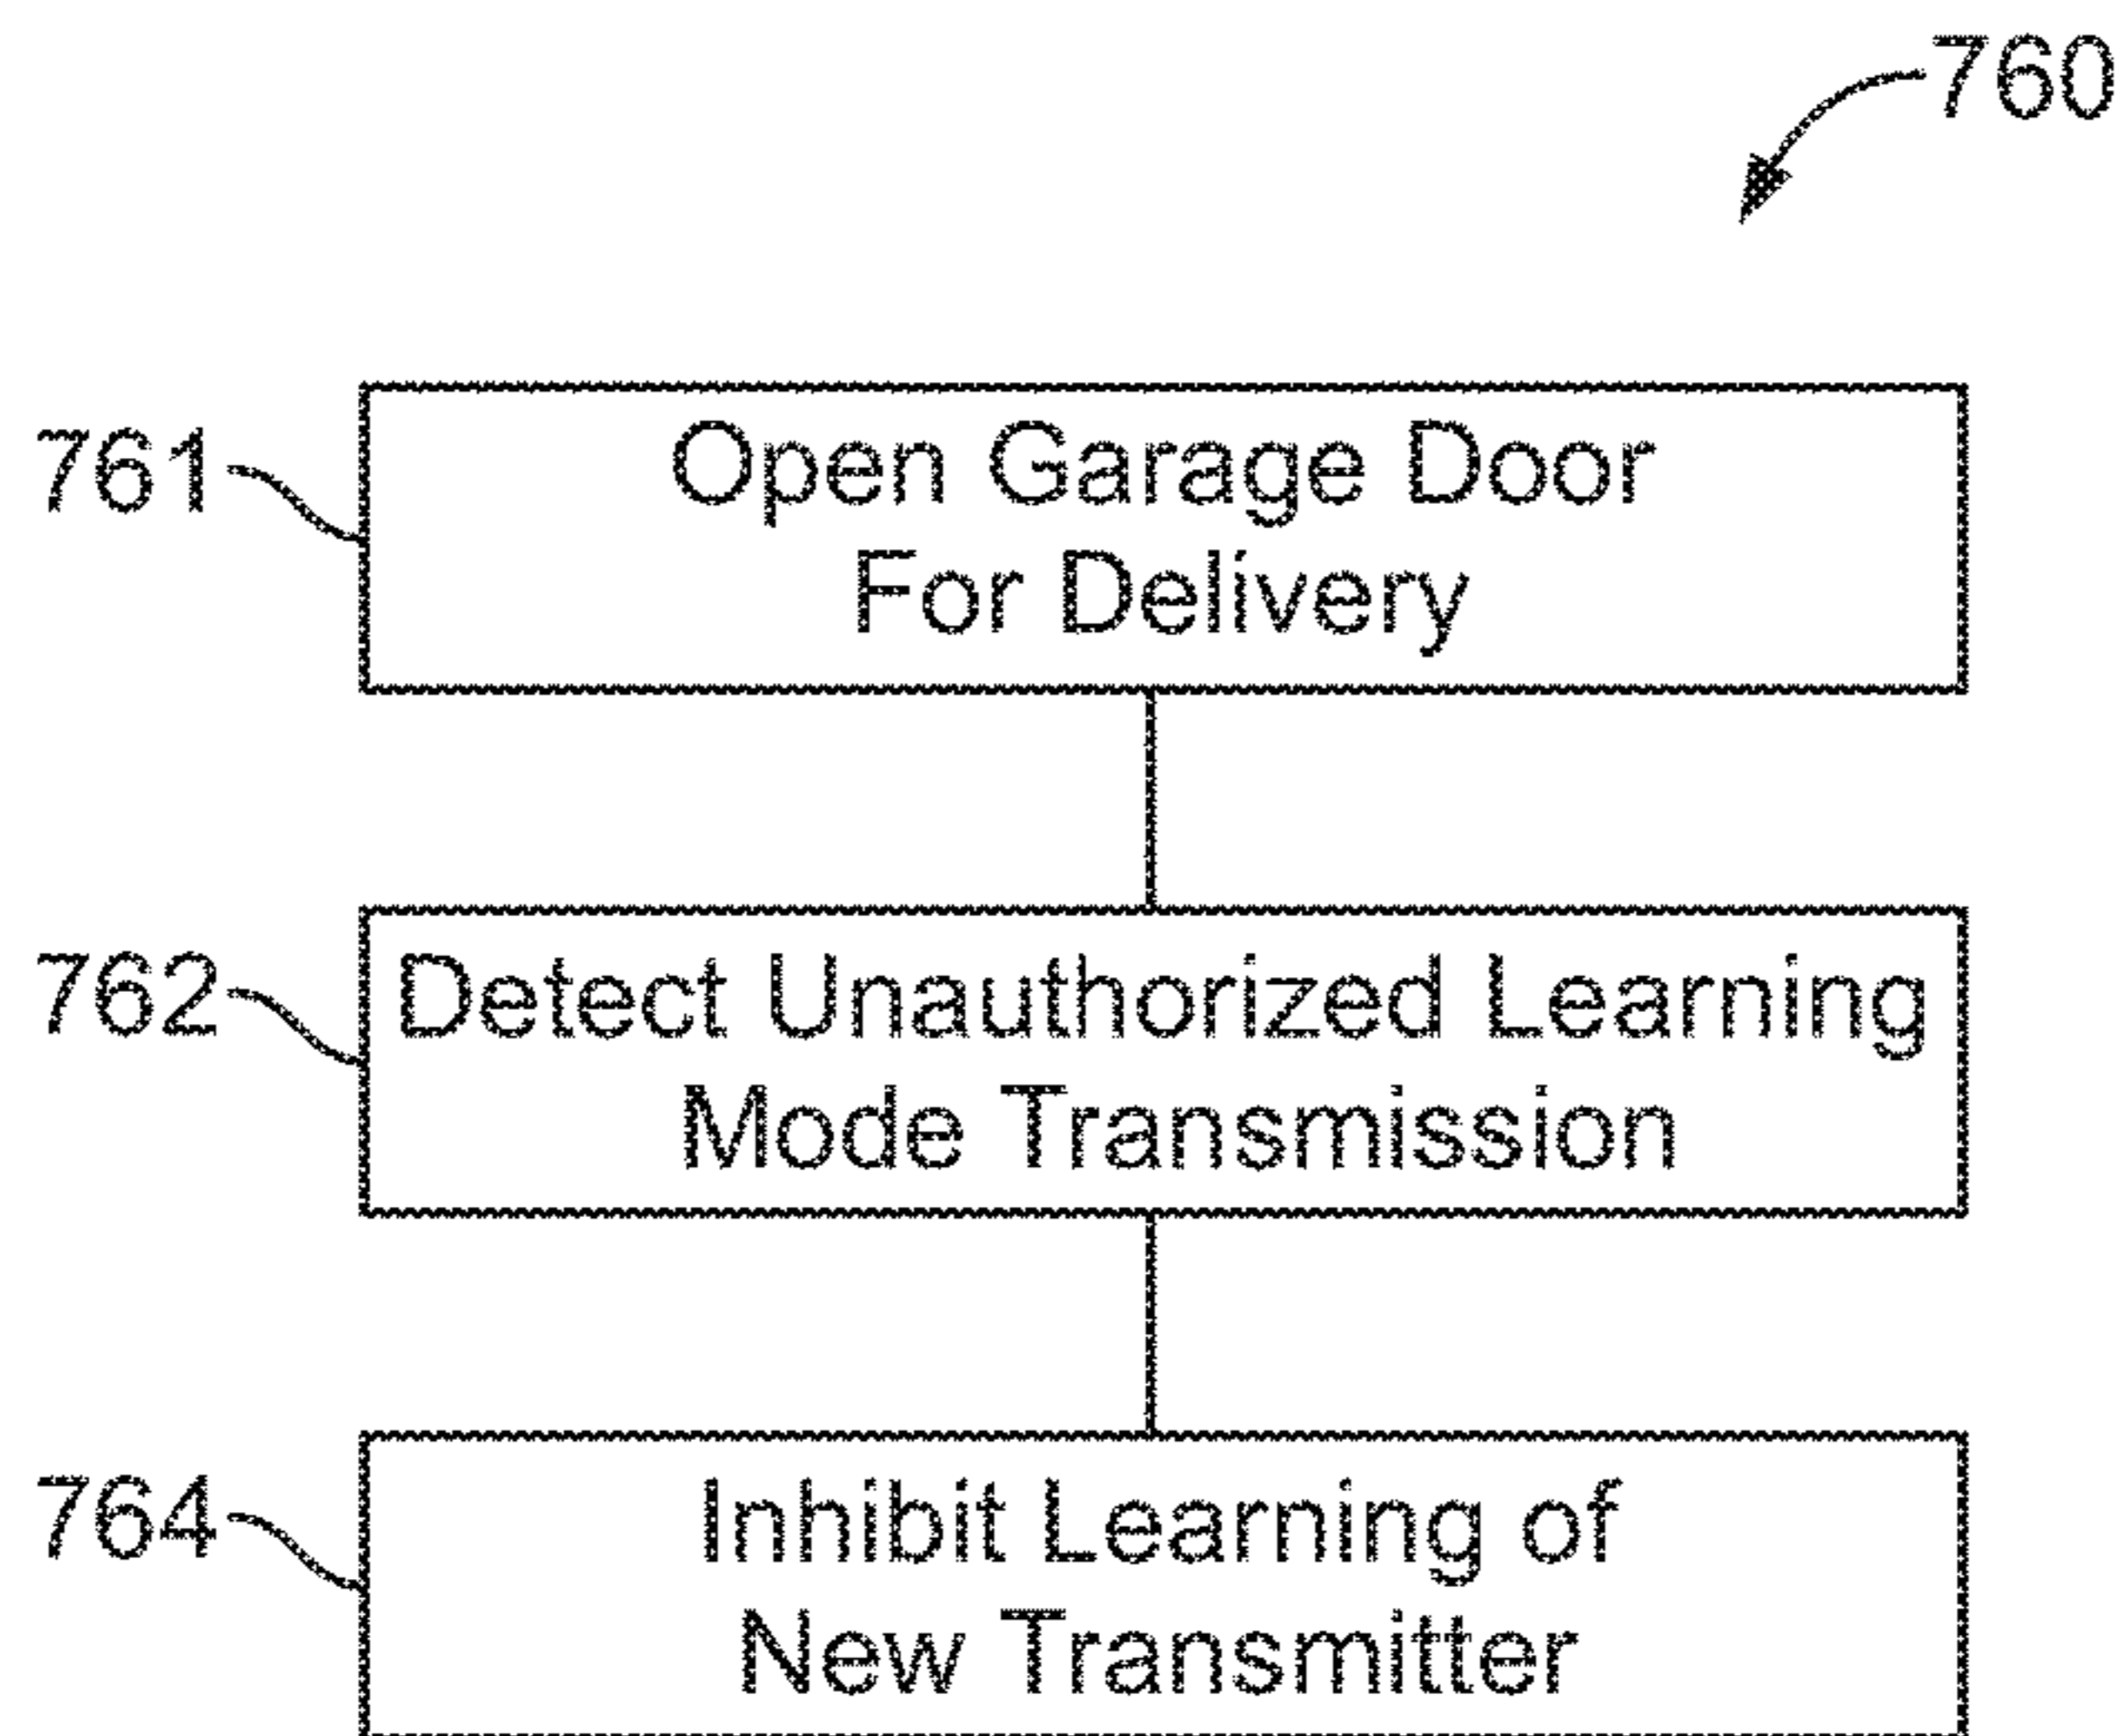 760
761
Open Garage Door
For Delivery
762
Detect Unauthorized Learning
Mode Transmission
764
Inhibit Learning of
New Transmitter